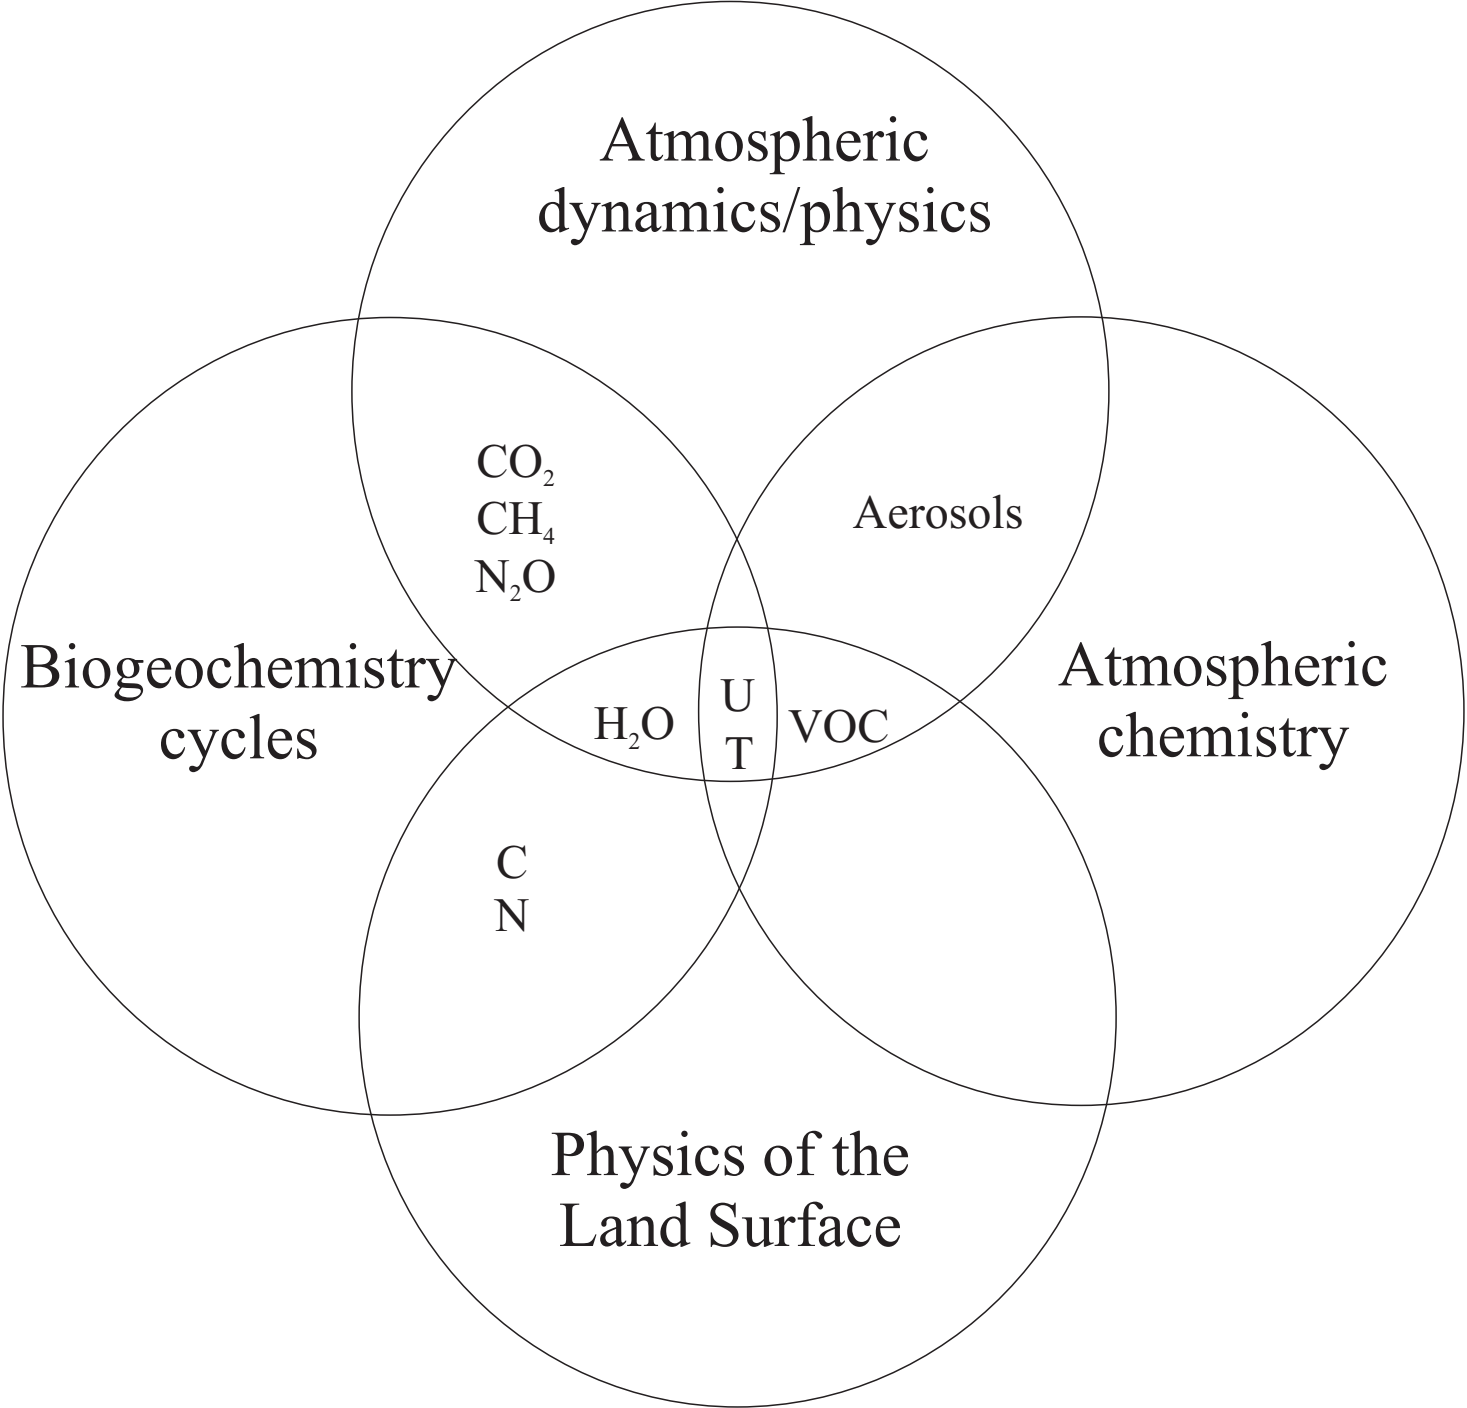 Atmospheric
dynamics/physics
CO₂
CH₄
N₂O
Aerosols
Biogeochemistry
cycles
Atmospheric
chemistry
H₂O
U
T
VOC
C
N
Physics of the
Land Surface